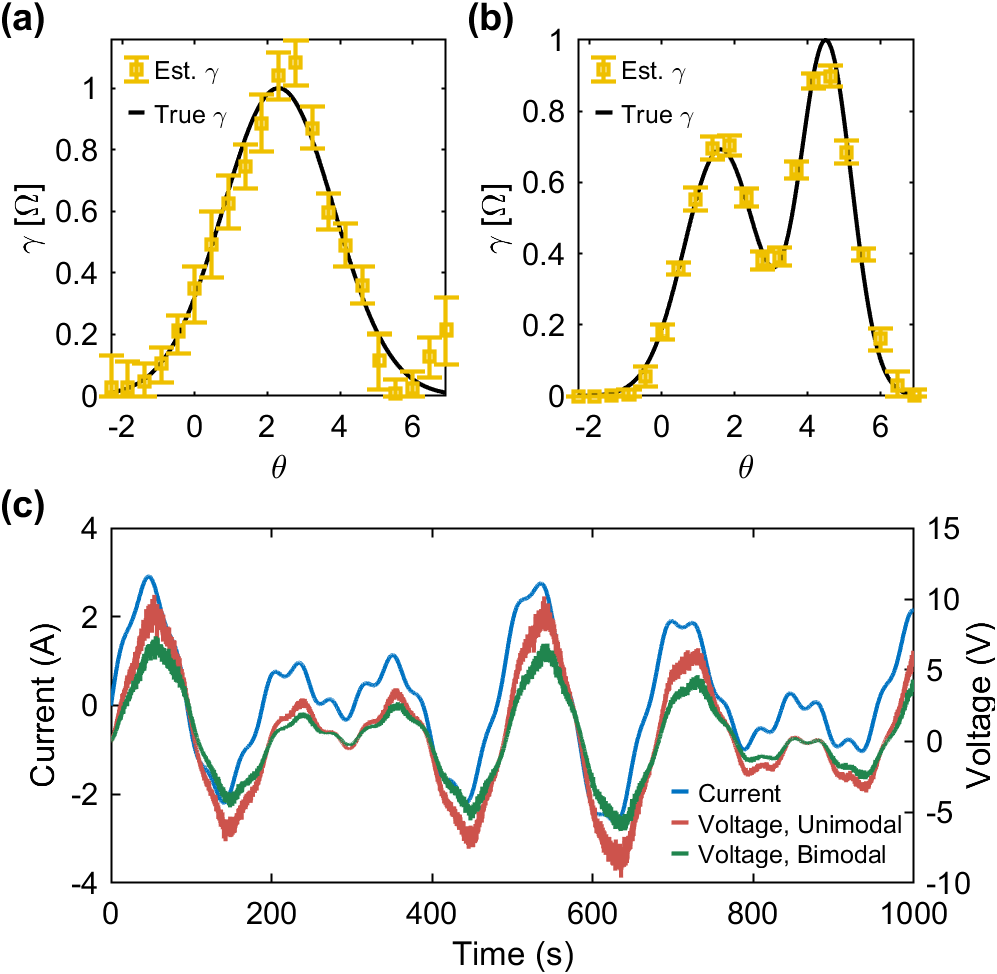 (a)
(b)
Est. γ
True γ
γ [Ω]
1
0.8
0.6
0.4
0.2
0
-2 0 2 4 6
θ
Est. γ
True γ
γ [Ω]
1
0.8
0.6
0.4
0.2
0
-2 0 2 4 6
θ
(c)
Current (A)
4
2
0
-2
-4
Voltage (V)
15
10
5
0
-5
-10
Current
Voltage, Unimodal
Voltage, Bimodal
0 200 400 600 800 1000
Time (s)